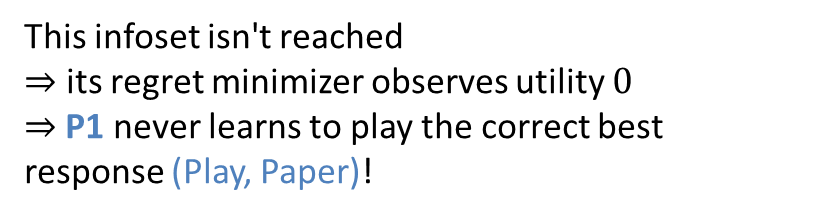 This infoset isn't reached
⇒ its regret minimizer observes utility 0
⇒ P1 never learns to play the correct best
response (Play, Paper)!